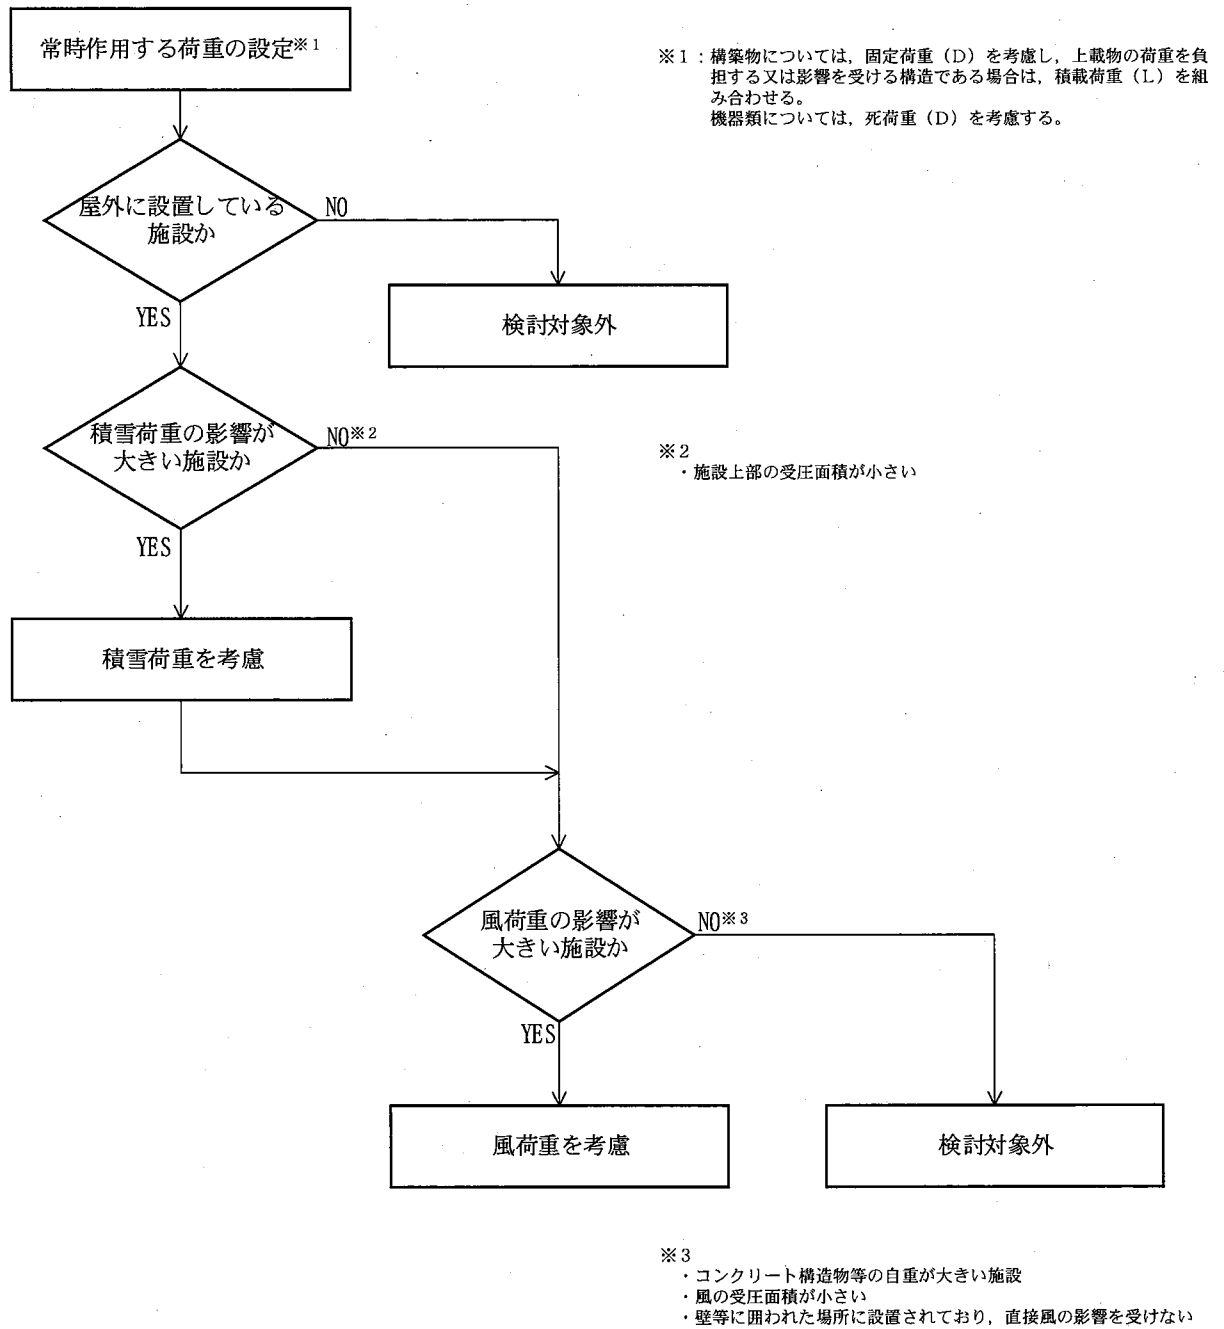 常時作用する荷重の設定※1
※1:構築物については,固定荷重(D)を考慮し,上載物の荷重を負
担する又は影響を受ける構造である場合は,積載荷重(L)を組
み合わせる。
機器類については,死荷重(D)を考慮する。
屋外に設置している
施設か
NO
YES
検討対象外
積雪荷重の影響が
大きい施設か
NO※2
※2
・施設上部の受圧面積が小さい
YES
積雪荷重を考慮
風荷重の影響が
大きい施設か
NO※3
YES
風荷重を考慮
検討対象外
※3
・コンクリート構造物等の自重が大きい施設
・風の受圧面積が小さい
・壁等に囲われた場所に設置されており,直接風の影響を受けない